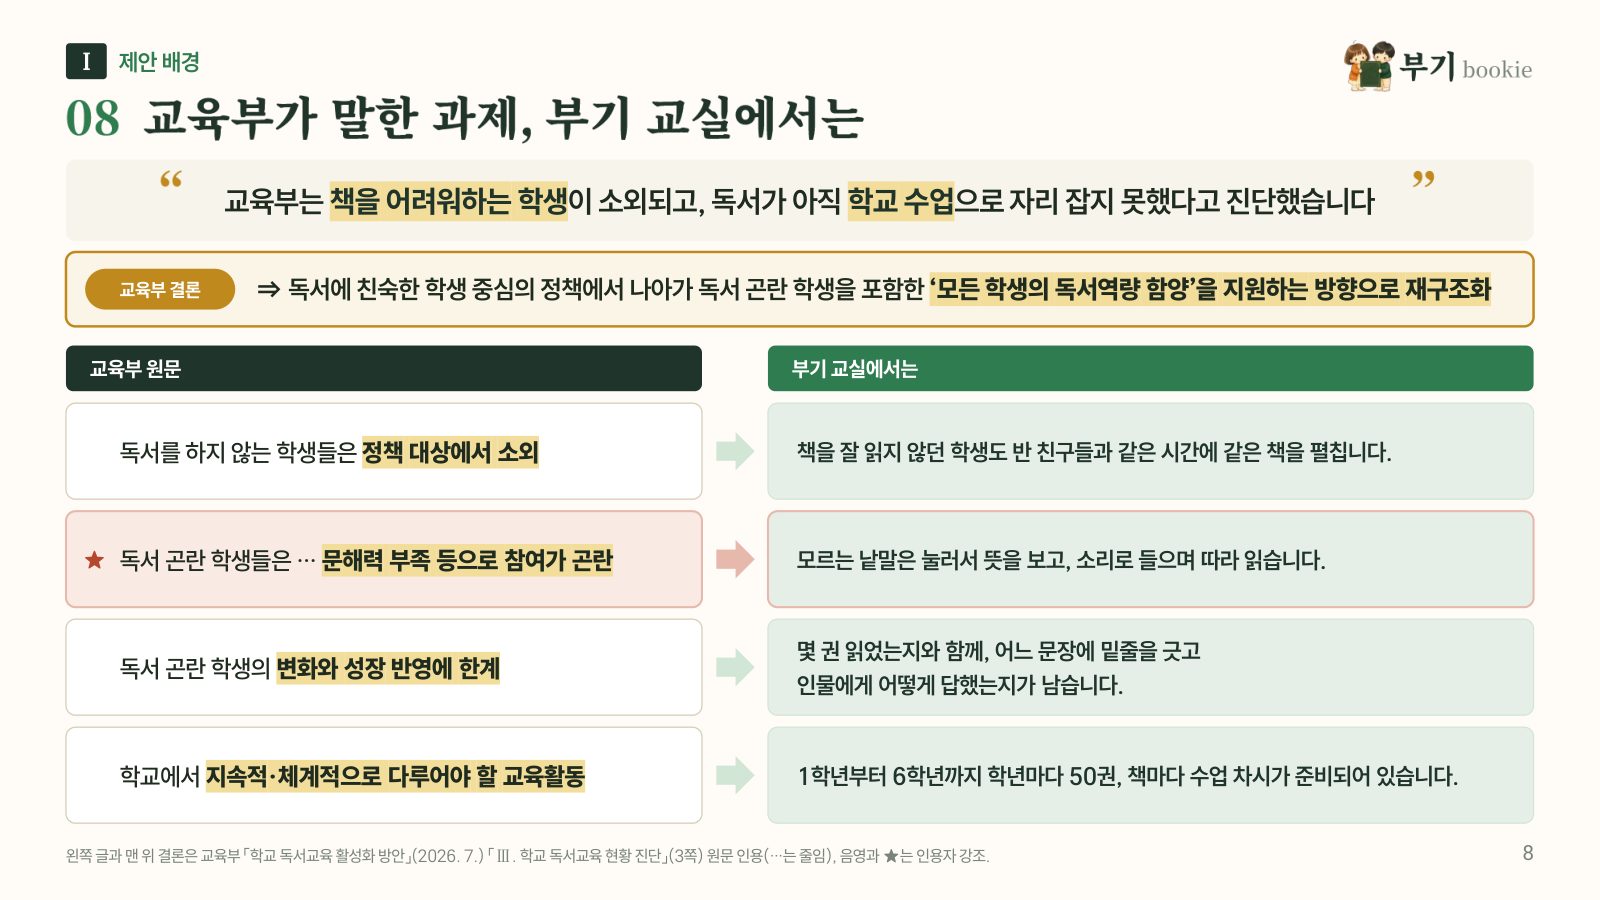 I 제안 배경
부기 bookie
08 교육부가 말한 과제, 부기 교실에서는
“ 교육부는 책을 어려워하는 학생이 소외되고, 독서가 아직 학교 수업으로 자리 잡지 못했다고 진단했습니다 ”
교육부 결론 ⇒ 독서에 친숙한 학생 중심의 정책에서 나아가 독서 곤란 학생을 포함한 ‘모든 학생의 독서역량 함양’을 지원하는 방향으로 재구조화
교육부 원문
부기 교실에서는
독서를 하지 않는 학생들은 정책 대상에서 소외
책을 잘 읽지 않던 학생도 반 친구들과 같은 시간에 같은 책을 펼칩니다.
★ 독서 곤란 학생들은 ⋯ 문해력 부족 등으로 참여가 곤란
모르는 낱말은 눌러서 뜻을 보고, 소리로 들으며 따라 읽습니다.
독서 곤란 학생의 변화와 성장 반영에 한계
몇 권 읽었는지와 함께, 어느 문장에 밑줄을 긋고
인물에게 어떻게 답했는지가 남습니다.
학교에서 지속적·체계적으로 다루어야 할 교육활동
1학년부터 6학년까지 학년마다 50권, 책마다 수업 차시가 준비되어 있습니다.
왼쪽 글과 맨 위 결론은 교육부 「학교 독서교육 활성화 방안」(2026. 7.) 「Ⅲ. 학교 독서교육 현황 진단」(3쪽) 원문 인용(⋯는 줄임), 음영과 ★는 인용자 강조.
8